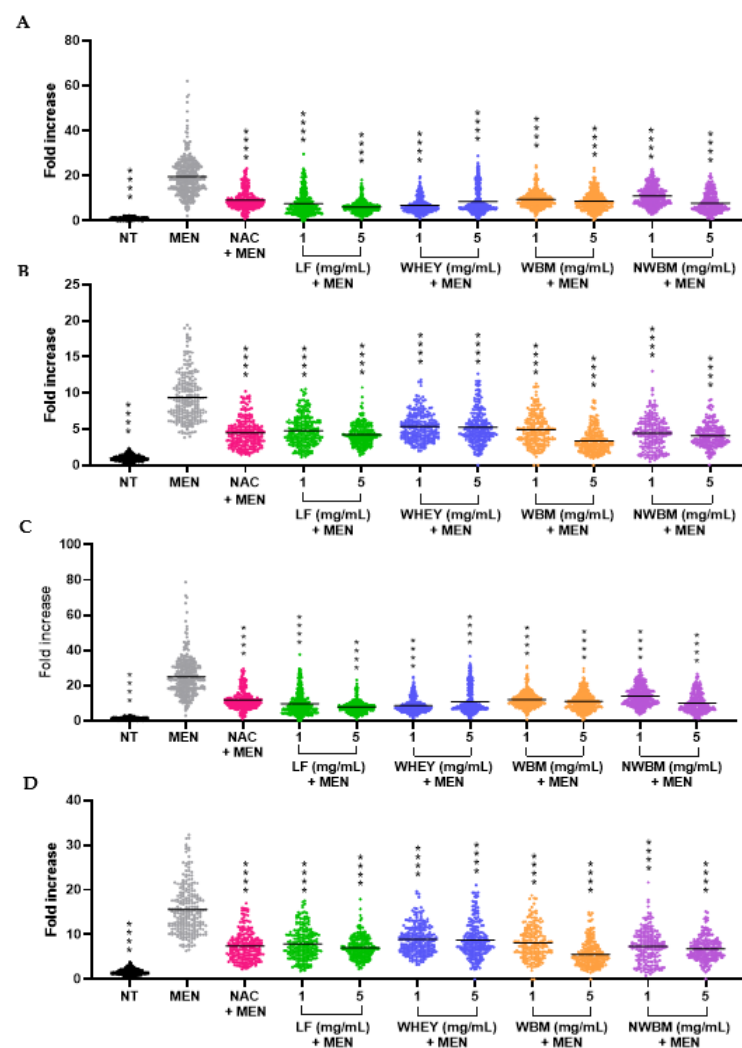 A
Fold increase
80
60
40
20
0
****
****
****
****
****
****
****
****
****
****
NT
MEN
NAC
+ MEN
1
5
1
5
1
5
1
5
LF (mg/mL)
+ MEN
WHEY (mg/mL)
+ MEN
WBM (mg/mL)
+ MEN
NWBM (mg/mL)
+ MEN
B
Fold increase
25
20
15
10
5
0
****
****
****
****
****
****
****
****
****
****
NT
MEN
NAC
+ MEN
1
5
1
5
1
5
1
5
LF (mg/mL)
+ MEN
WHEY (mg/mL)
+ MEN
WBM (mg/mL)
+ MEN
NWBM (mg/mL)
+ MEN
C
Fold increase
100
80
60
40
20
0
****
****
****
****
****
****
****
****
****
****
NT
MEN
NAC
+ MEN
1
5
1
5
1
5
1
5
LF (mg/mL)
+ MEN
WHEY (mg/mL)
+ MEN
WBM (mg/mL)
+ MEN
NWBM (mg/mL)
+ MEN
D
Fold increase
40
30
20
10
0
****
****
****
****
****
****
****
****
****
****
NT
MEN
NAC
+ MEN
1
5
1
5
1
5
1
5
LF (mg/mL)
+ MEN
WHEY (mg/mL)
+ MEN
WBM (mg/mL)
+ MEN
NWBM (mg/mL)
+ MEN